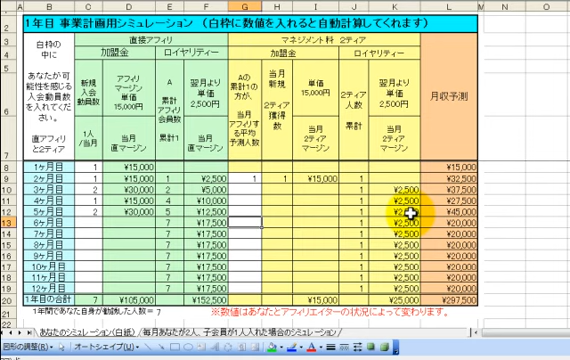 B C D E F G H I J K L M N O
1年目 事業計画用シミュレーション （白枠に数値を入れると自動計算してくれます）
白枠の中に あなたが可能性を感じる入会動員数を入れてください。 直アフィリと2ティア
直接アフィリ マネジメント料 2ティア 月収予測
加盟金 ロイヤリティー 加盟金 ロイヤリティー
新規入会動員数 アフィリマージン単価 15,000円 A 累計アフィリ会員数 累計1 翌月より 2,500円 Aの累計1の方が、当月アフィリする平均予測人数 当月新規 2ティア獲得数 単価 15,000円 2ティア人数 累計 翌月より 2,500円
1人/当月 当月直マージン 当月直マージン 当月2ティアマージン 当月2ティアマージン
8 1ヶ月目 1 ¥15,000 ¥15,000
9 2ヶ月目 1 ¥15,000 1 ¥2,500 1 1 ¥15,000 1 ¥32,500
10 3ヶ月目 2 ¥30,000 2 ¥5,000 1 ¥2,500 ¥37,500
11 4ヶ月目 1 ¥15,000 4 ¥10,000 1 ¥2,500 ¥27,500
12 5ヶ月目 2 ¥30,000 5 ¥12,500 1 ¥2,500 ¥45,000
13 6ヶ月目 7 ¥17,500 1 ¥2,500 ¥20,000
14 7ヶ月目 7 ¥17,500 1 ¥2,500 ¥20,000
15 8ヶ月目 7 ¥17,500 1 ¥2,500 ¥20,000
16 9ヶ月目 7 ¥17,500 1 ¥2,500 ¥20,000
17 10ヶ月目 7 ¥17,500 1 ¥2,500 ¥20,000
18 11ヶ月目 7 ¥17,500 1 ¥2,500 ¥20,000
19 12ヶ月目 7 ¥17,500 1 ¥2,500 ¥20,000
20 1年目の合計 7 ¥105,000 ¥152,500 ¥15,000 ¥25,000 ¥297,500
21 1年間であなた自身が動員した人数＝ 7 ※数値はあなたとアフィリエイターの状況によって変わります。
22
あなたのシミュレーション(白紙) / 毎月あなたが2人、子会員が1人入れた場合のシミュレーション
図形の調整(R) オートシェイプ(U)